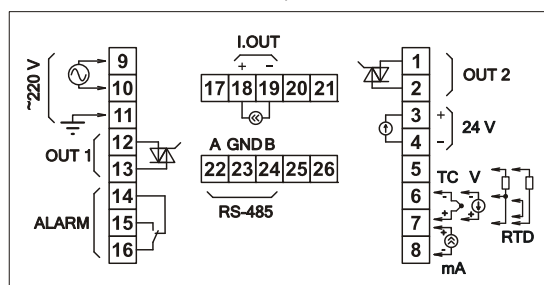 ~220 V
9
10
11
OUT 1
12
13
ALARM
14
15
16
I.OUT
+ −
17 18 19 20 21
A GND B
22 23 24 25 26
RS-485
1
2
OUT 2
3 +
4 −
24 V
5
TC V
6 - -
7 + +
+
8 -
mA
RTD